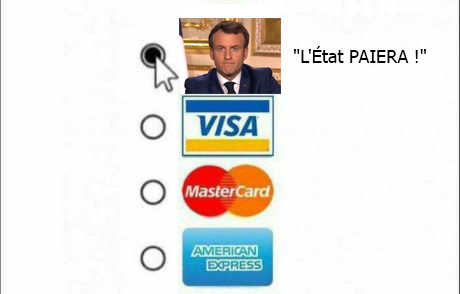 "L'État PAIERA !"
VISA
MasterCard
AMERICAN
EXPRESS